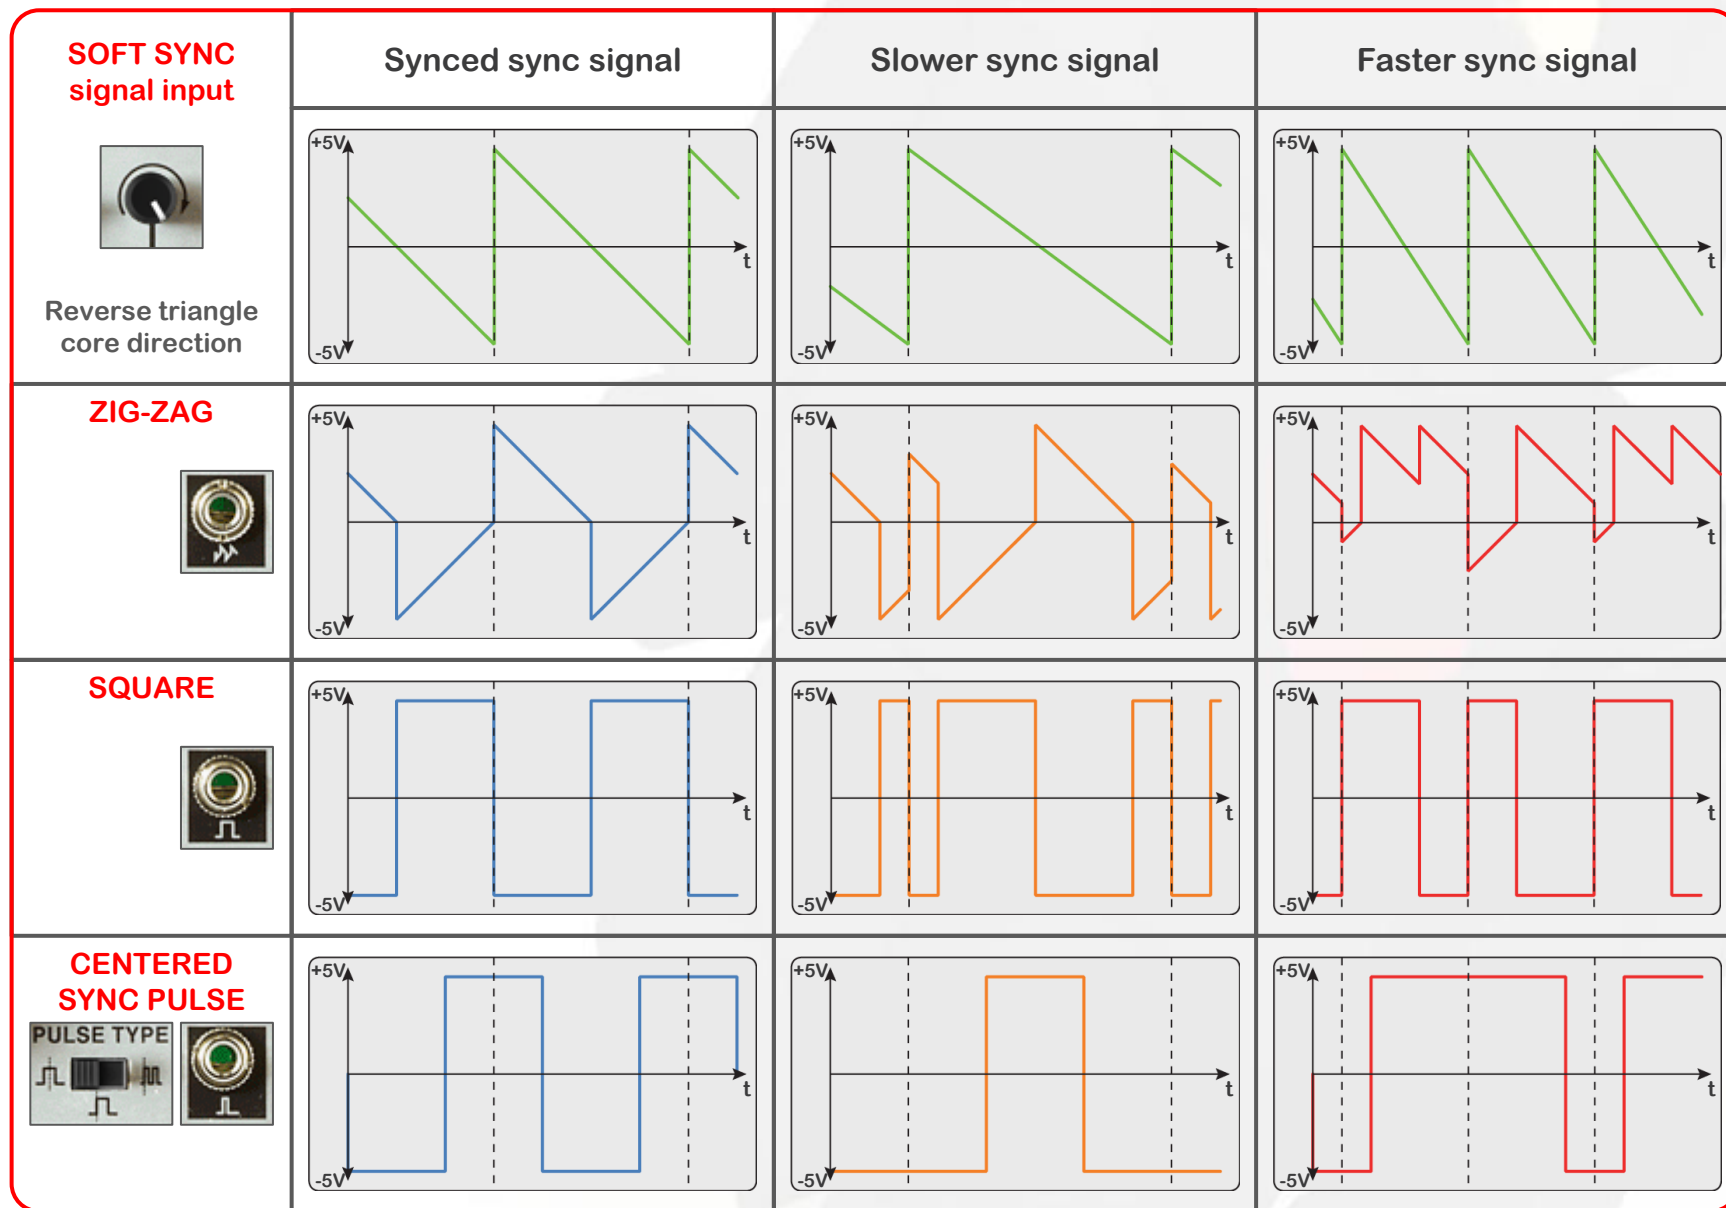 SOFT SYNC
signal input
Synced sync signal
Slower sync signal
Faster sync signal
Reverse triangle
core direction
+5V
t
-5V
+5V
t
-5V
+5V
t
-5V
ZIG-ZAG
+5V
t
-5V
+5V
t
-5V
+5V
t
-5V
SQUARE
+5V
t
-5V
+5V
t
-5V
+5V
t
-5V
CENTERED
SYNC PULSE
PULSE TYPE
+5V
t
-5V
+5V
t
-5V
+5V
t
-5V